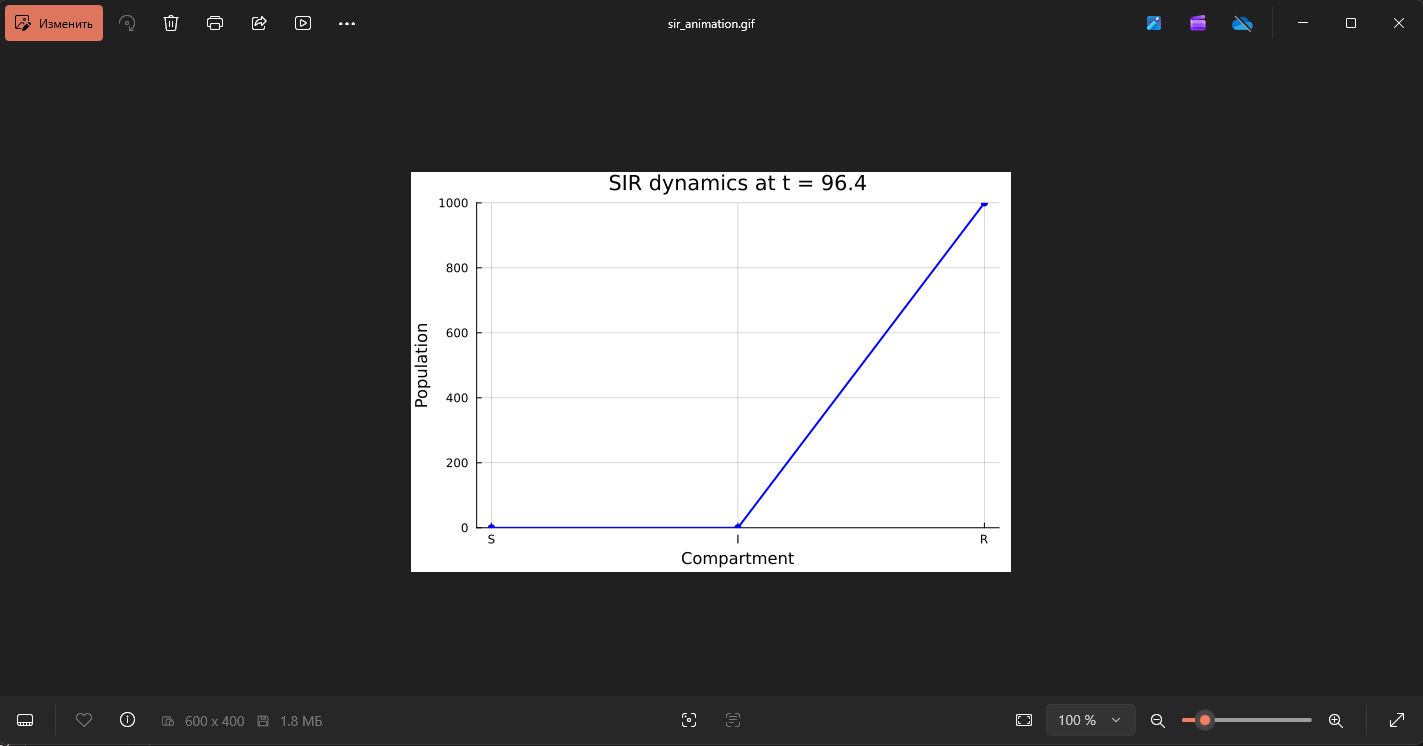 Изменить
sir_animation.gif
SIR dynamics at t = 96.4
1000
800
600
400
200
0
Population
S I R
Compartment
600 x 400 1.8 МБ
100 %